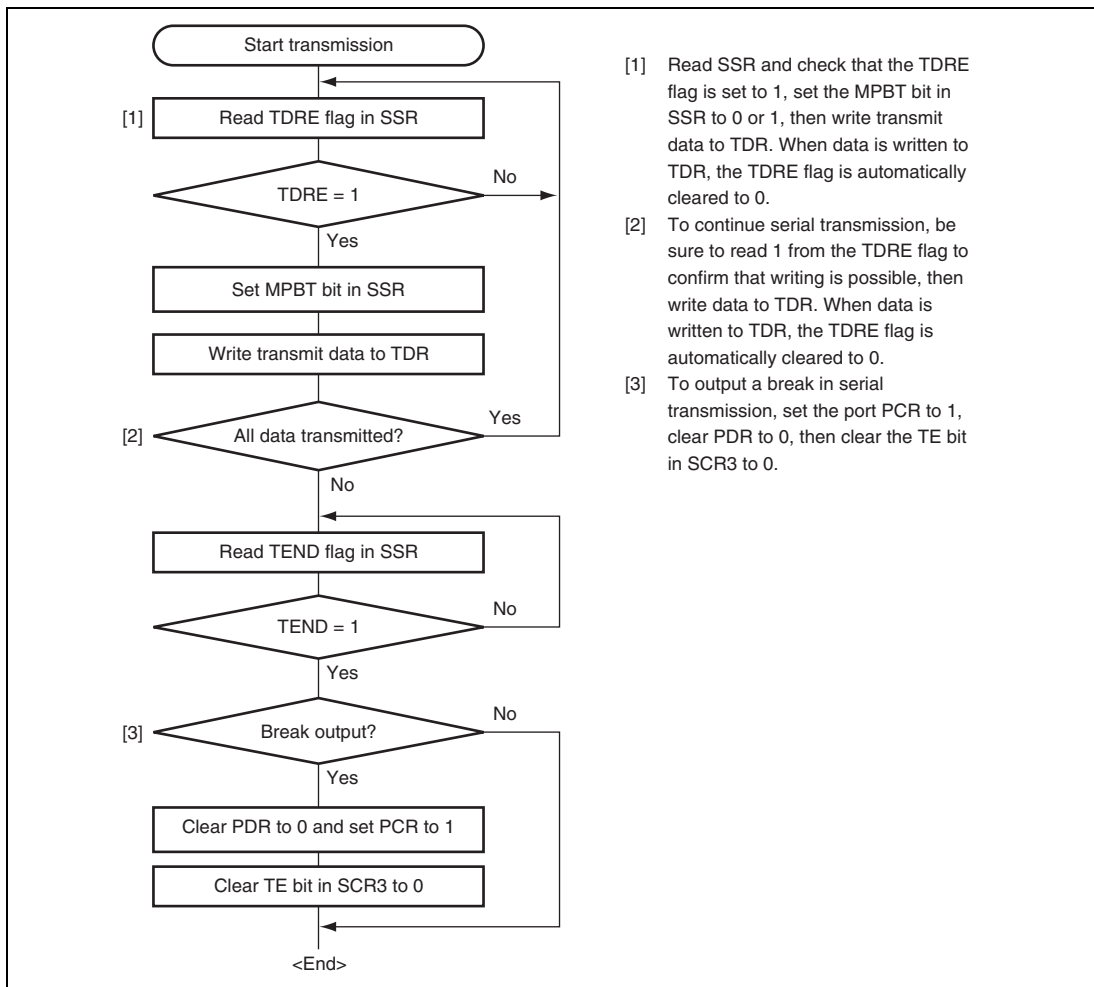 Start transmission
[1] Read TDRE flag in SSR
TDRE = 1
No
Yes
Set MPBT bit in SSR
Write transmit data to TDR
[2] All data transmitted?
Yes
No
Read TEND flag in SSR
TEND = 1
No
Yes
[3] Break output?
No
Yes
Clear PDR to 0 and set PCR to 1
Clear TE bit in SCR3 to 0
<End>
[1] Read SSR and check that the TDRE
flag is set to 1, set the MPBT bit in
SSR to 0 or 1, then write transmit
data to TDR. When data is written to
TDR, the TDRE flag is automatically
cleared to 0.
[2] To continue serial transmission, be
sure to read 1 from the TDRE flag to
confirm that writing is possible, then
write data to TDR. When data is
written to TDR, the TDRE flag is
automatically cleared to 0.
[3] To output a break in serial
transmission, set the port PCR to 1,
clear PDR to 0, then clear the TE bit
in SCR3 to 0.